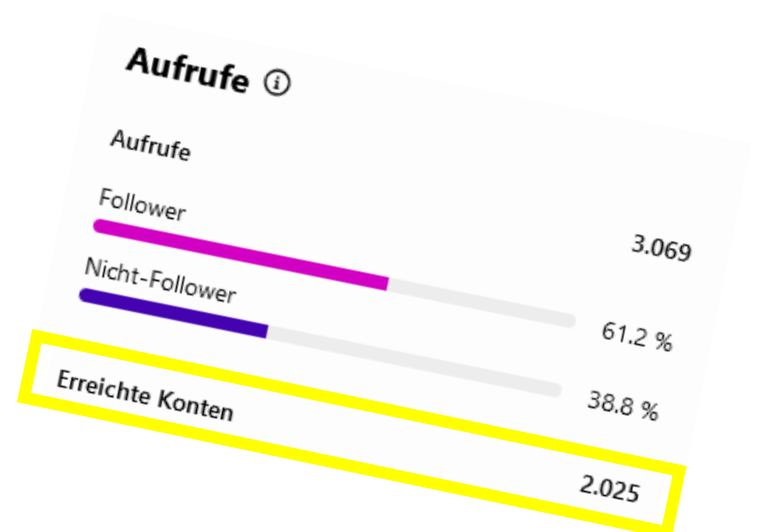 Aufrufe
Aufrufe 3.069
Follower
61.2 %
Nicht-Follower
38.8 %
Erreichte Konten 2.025